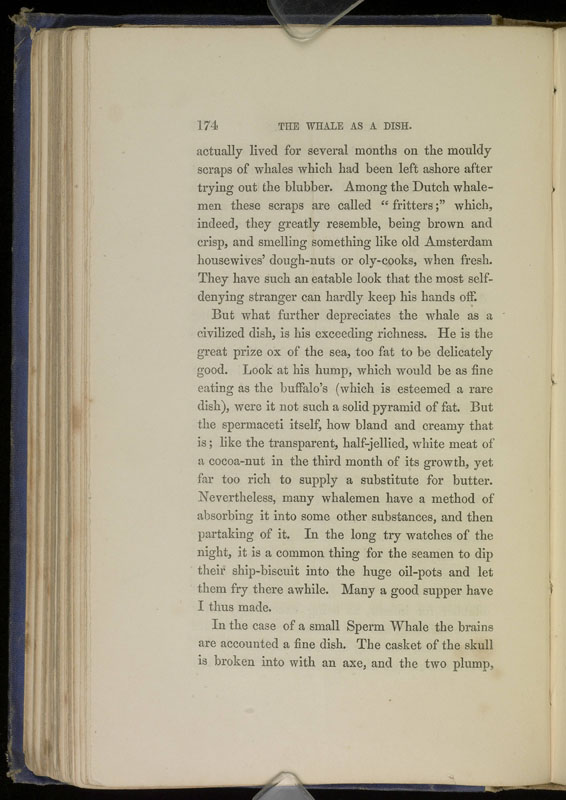 174 THE WHALE AS A DISH.
actually lived for several months on the mouldy
scraps of whales which had been left ashore after
trying out the blubber. Among the Dutch whale-
men these scraps are called “fritters;” which,
indeed, they greatly resemble, being brown and
crisp, and smelling something like old Amsterdam
housewives’ dough-nuts or oly-cooks, when fresh.
They have such an eatable look that the most self-
denying stranger can hardly keep his hands off.
But what further depreciates the whale as a
civilized dish, is his exceeding richness. He is the
great prize ox of the sea, too fat to be delicately
good. Look at his hump, which would be as fine
eating as the buffalo’s (which is esteemed a rare
dish), were it not such a solid pyramid of fat. But
the spermaceti itself, how bland and creamy that
is; like the transparent, half-jellied, white meat of
a cocoa-nut in the third month of its growth, yet
far too rich to supply a substitute for butter.
Nevertheless, many whalemen have a method of
absorbing it into some other substances, and then
partaking of it. In the long try watches of the
night, it is a common thing for the seamen to dip
their ship-biscuit into the huge oil-pots and let
them fry there awhile. Many a good supper have
I thus made.
In the case of a small Sperm Whale the brains
are accounted a fine dish. The casket of the skull
is broken into with an axe, and the two plump,